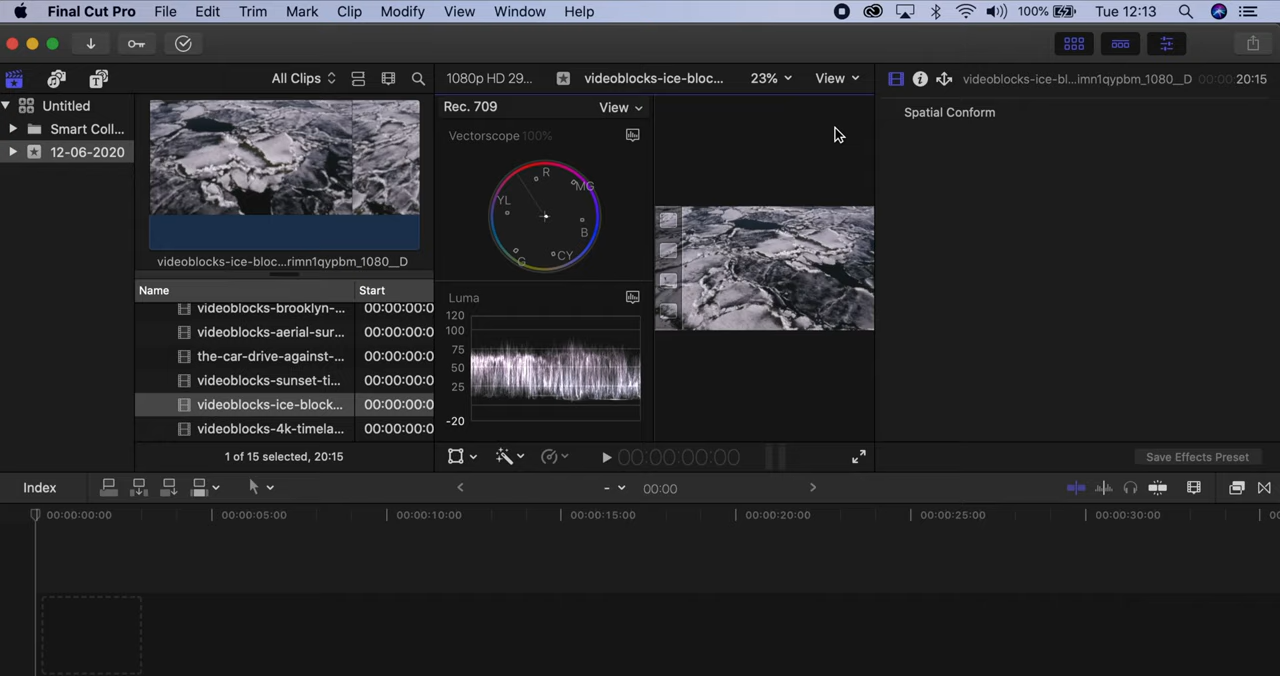 Final Cut Pro File Edit Trim Mark Clip Modify View Window Help 100% Tue 12:13
All Clips
1080p HD 29... videoblocks-ice-bloc... 23% View
videoblocks-ice-bl...imn1qypbm_1080__D 00:00:20:15
Untitled
Smart Coll...
12-06-2020
videoblocks-ice-bloc...rimn1qypbm_1080__D
Name Start
videoblocks-brooklyn-... 00:00:00:0
videoblocks-aerial-sur... 00:00:00:0
the-car-drive-against-... 00:00:00:0
videoblocks-sunset-ti... 00:00:00:0
videoblocks-ice-block... 00:00:00:0
videoblocks-4k-timela... 00:00:00:0
1 of 15 selected, 20:15
Rec. 709 View
Vectorscope 100%
R
MG
YL
B
CY
G
Luma
120
100
75
50
25
-20
00:00:00:00
Spatial Conform
Save Effects Preset
Index
- 00:00
00:00:00:00 00:00:05:00 00:00:10:00 00:00:15:00 00:00:20:00 00:00:25:00 00:00:30:00 00